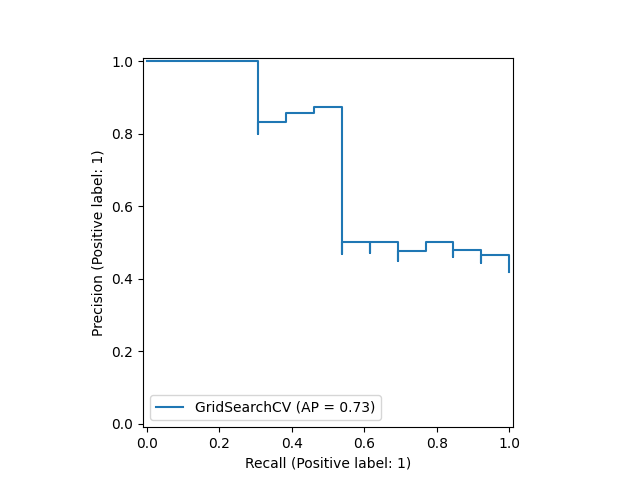 1.0
0.8
0.6
0.4
0.2
0.0
Precision (Positive label: 1)
GridSearchCV (AP = 0.73)
0.0 0.2 0.4 0.6 0.8 1.0
Recall (Positive label: 1)